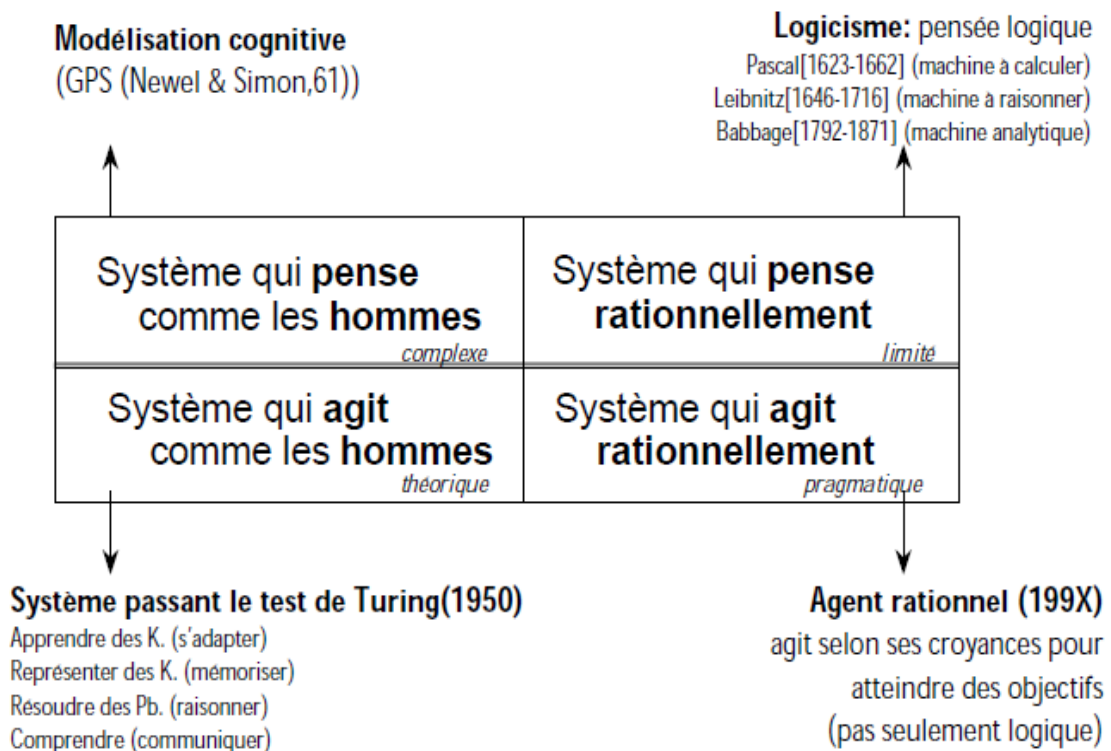 Modélisation cognitive
(GPS (Newel & Simon,61))
Logicisme: pensée logique
Pascal[1623-1662] (machine à calculer)
Leibnitz[1646-1716] (machine à raisonner)
Babbage[1792-1871] (machine analytique)
Système qui pense
comme les hommes
complexe
Système qui pense
rationnellement
limité
Système qui agit
comme les hommes
théorique
Système qui agit
rationnellement
pragmatique
Système passant le test de Turing(1950)
Apprendre des K. (s'adapter)
Représenter des K. (mémoriser)
Résoudre des Pb. (raisonner)
Comprendre (communiquer)
Agent rationnel (199X)
agit selon ses croyances pour
atteindre des objectifs
(pas seulement logique)